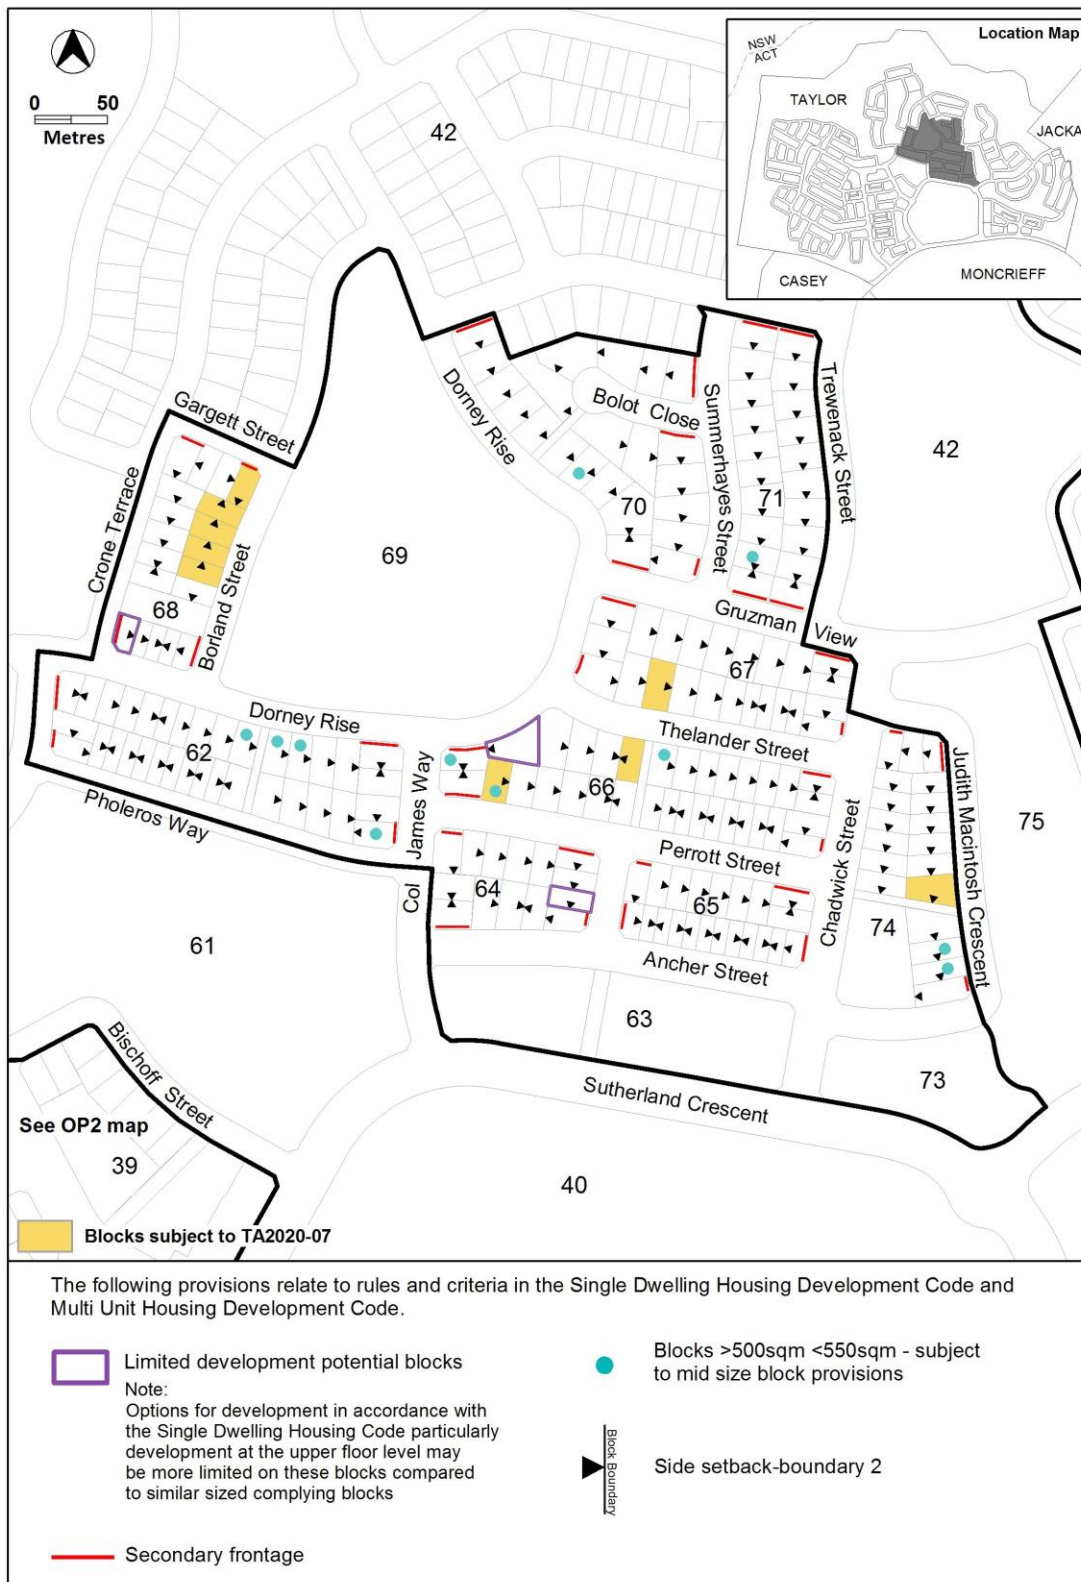 Location Map
NSW
ACT
TAYLOR
JACKA
CASEY
MONCRIEFF
0 50
Metres
42
Gargett Street
Crone Terrace
Borland Street
68
69
Dorney Rise
Bolot Close
70
Summerhayes Street
71
Trewenack Street
42
Gruzman View
67
Thelander Street
Dorney Rise
62
Pholeros Way
Col James Way
66
Perrott Street
64
65
Ancher Street
Chadwick Street
74
Judith Macintosh Crescent
75
61
63
73
Sutherland Crescent
Bischoff Street
See OP2 map
39
40
Blocks subject to TA2020-07
The following provisions relate to rules and criteria in the Single Dwelling Housing Development Code and
Multi Unit Housing Development Code.
Limited development potential blocks
Note:
Options for development in accordance with
the Single Dwelling Housing Code particularly
development at the upper floor level may
be more limited on these blocks compared
to similar sized complying blocks
Secondary frontage
Blocks >500sqm <550sqm - subject
to mid size block provisions
Block Boundary
Side setback-boundary 2